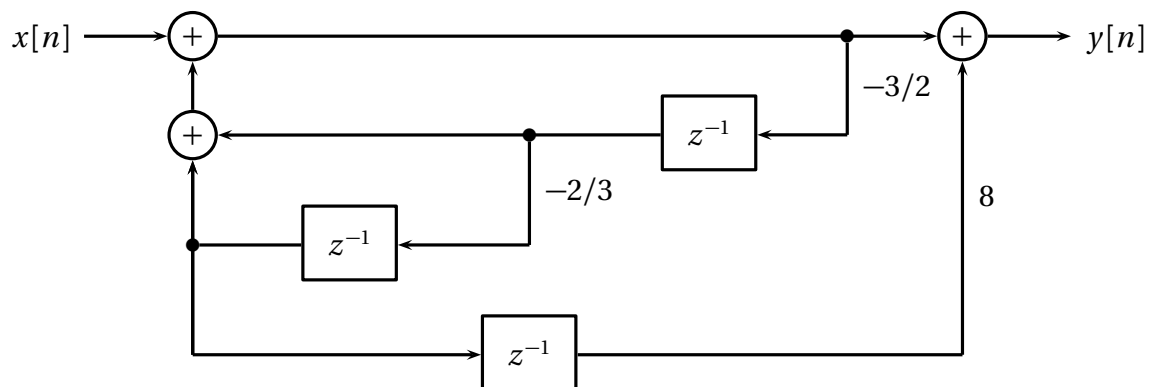 x[n] + + y[n]
−3/2
+ z⁻¹
−2/3
8
z⁻¹
z⁻¹